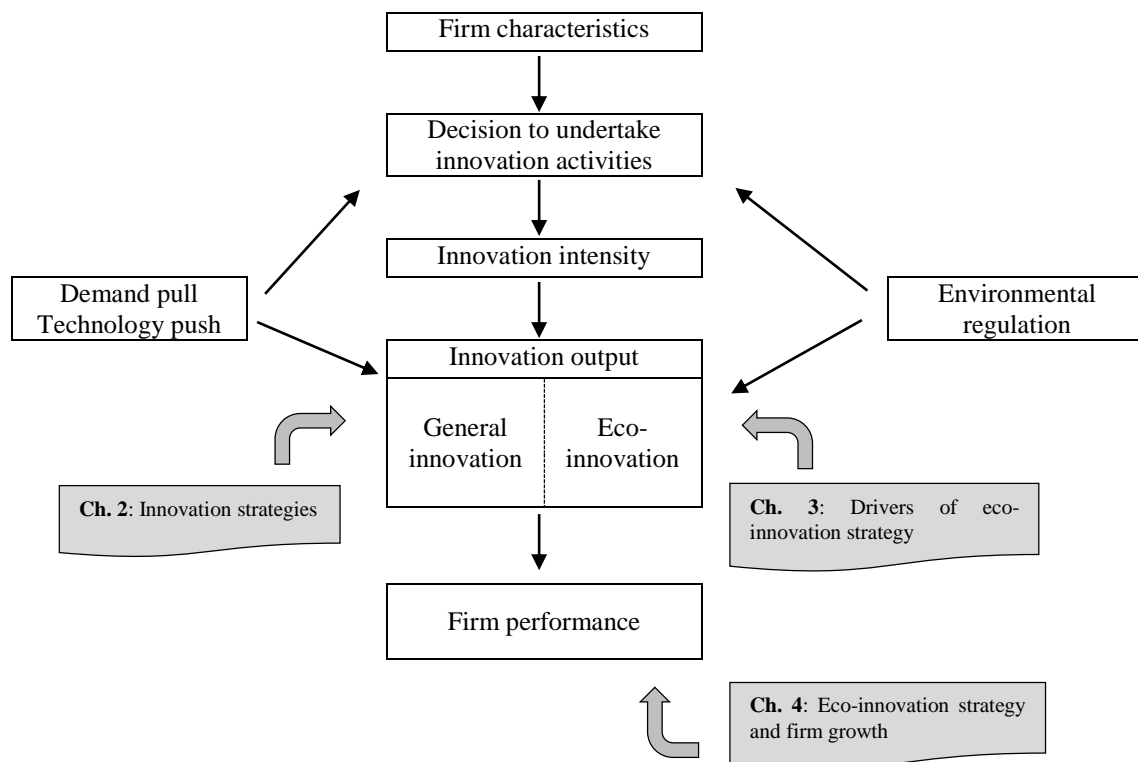 Firm characteristics
Decision to undertake
innovation activities
Innovation intensity
Demand pull
Technology push
Environmental
regulation
Innovation output
General
innovation
Eco-
innovation
Ch. 2: Innovation strategies
Ch. 3: Drivers of eco-
innovation strategy
Firm performance
Ch. 4: Eco-innovation strategy
and firm growth